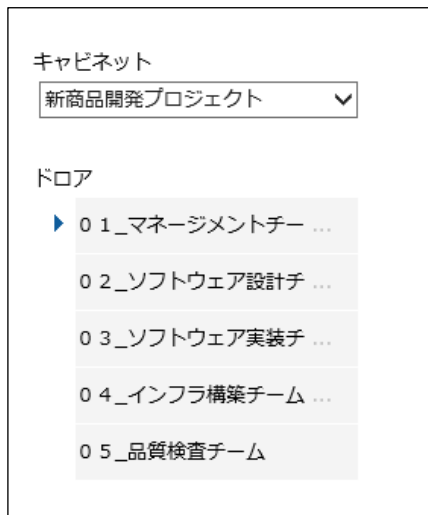 キャビネット
新商品開発プロジェクト
ドロア
０１_マネージメントチー ...
０２_ソフトウェア設計チ ...
０３_ソフトウェア実装チ ...
０４_インフラ構築チーム ...
０５_品質検査チーム